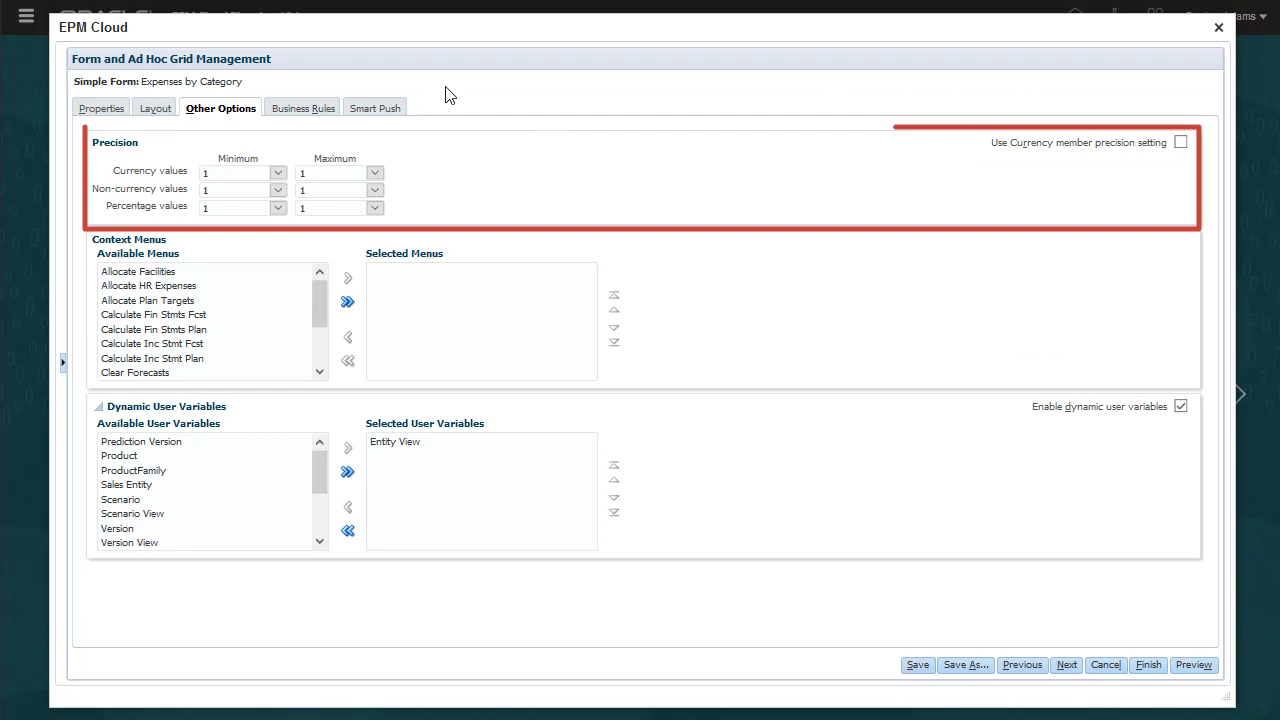 EPM Cloud
Form and Ad Hoc Grid Management
Simple Form: Expenses by Category
Properties Layout Other Options Business Rules Smart Push
Precision
Use Currency member precision setting
Minimum Maximum
Currency values 1 1
Non-currency values 1 1
Percentage values 1 1
Context Menus
Available Menus
Selected Menus
Allocate Facilities
Allocate HR Expenses
Allocate Plan Targets
Calculate Fin Stmts Fcst
Calculate Fin Stmts Plan
Calculate Inc Stmt Fcst
Calculate Inc Stmt Plan
Clear Forecasts
Dynamic User Variables
Enable dynamic user variables
Available User Variables
Selected User Variables
Prediction Version
Product
ProductFamily
Sales Entity
Scenario
Scenario View
Version
Version View
Entity View
Save Save As... Previous Next Cancel Finish Preview